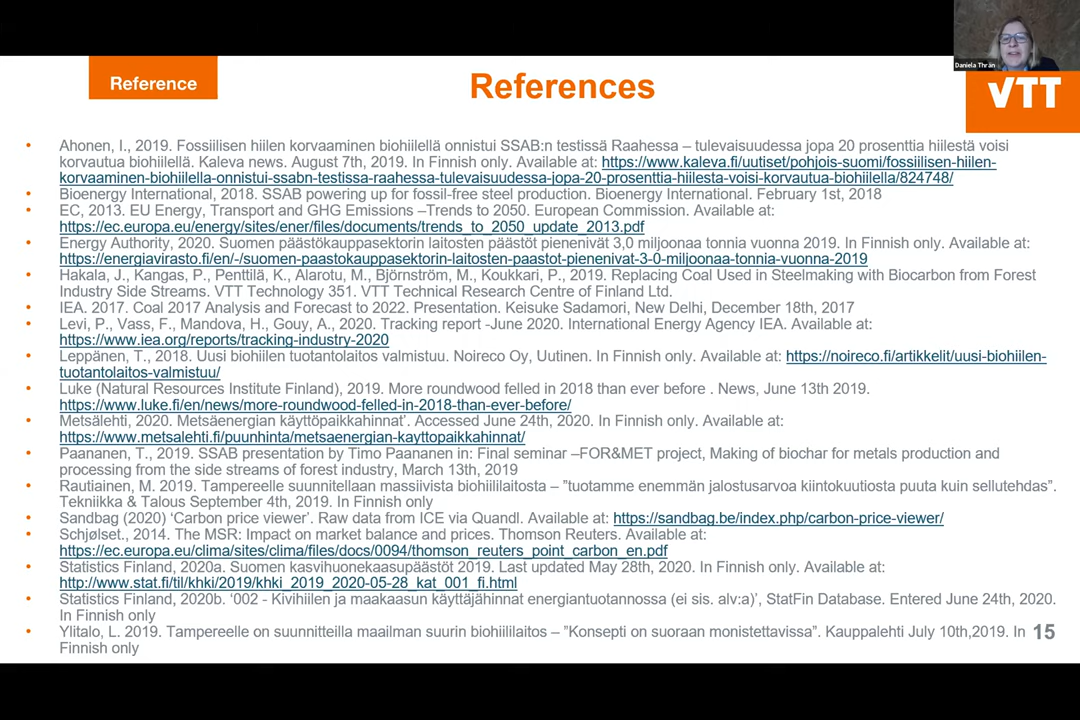 Daniela Thrän
Reference
References
VTT
• Ahonen, I., 2019. Fossiilisen hiilen korvaaminen biohiilellä onnistui SSAB:n testissä Raahessa – tulevaisuudessa jopa 20 prosenttia hiilestä voisi
korvautua biohiilellä. Kaleva news. August 7th, 2019. In Finnish only. Available at: https://www.kaleva.fi/uutiset/pohjois-suomi/fossiilisen-hiilen-
korvaaminen-biohiilella-onnistui-ssabn-testissa-raahessa-tulevaisuudessa-jopa-20-prosenttia-hiilesta-voisi-korvautua-biohiilella/824748/
• Bioenergy International, 2018. SSAB powering up for fossil-free steel production. Bioenergy International. February 1st, 2018
• EC, 2013. EU Energy, Transport and GHG Emissions –Trends to 2050. European Commission. Available at:
https://ec.europa.eu/energy/sites/ener/files/documents/trends_to_2050_update_2013.pdf
• Energy Authority, 2020. Suomen päästökauppasektorin laitosten päästöt pienenivät 3,0 miljoonaa tonnia vuonna 2019. In Finnish only. Available at:
https://energiavirasto.fi/en/-/suomen-paastokauppasektorin-laitosten-paastot-pienenivat-3-0-miljoonaa-tonnia-vuonna-2019
• Hakala, J., Kangas, P., Penttilä, K., Alarotu, M., Björnström, M., Koukkari, P., 2019. Replacing Coal Used in Steelmaking with Biocarbon from Forest
Industry Side Streams. VTT Technology 351. VTT Technical Research Centre of Finland Ltd.
• IEA. 2017. Coal 2017 Analysis and Forecast to 2022. Presentation. Keisuke Sadamori, New Delhi, December 18th, 2017
• Levi, P., Vass, F., Mandova, H., Gouy, A., 2020. Tracking report -June 2020. International Energy Agency IEA. Available at:
https://www.iea.org/reports/tracking-industry-2020
• Leppänen, T., 2018. Uusi biohiilen tuotantolaitos valmistuu. Noireco Oy, Uutinen. In Finnish only. Available at: https://noireco.fi/artikkelit/uusi-biohiilen-
tuotantolaitos-valmistuu/
• Luke (Natural Resources Institute Finland), 2019. More roundwood felled in 2018 than ever before . News, June 13th 2019.
https://www.luke.fi/en/news/more-roundwood-felled-in-2018-than-ever-before/
• Metsälehti, 2020. Metsäenergian käyttöpaikkahinnat’. Accessed June 24th, 2020. In Finnish only. Available at:
https://www.metsalehti.fi/puunhinta/metsaenergian-kayttopaikkahinnat/
• Paananen, T., 2019. SSAB presentation by Timo Paananen in: Final seminar –FOR&MET project, Making of biochar for metals production and
processing from the side streams of forest industry, March 13th, 2019
• Rautiainen, M. 2019. Tampereelle suunnitellaan massiivista biohiililaitosta – ”tuotamme enemmän jalostusarvoa kiintokuutiosta puuta kuin sellutehdas”.
Tekniikka & Talous September 4th, 2019. In Finnish only
• Sandbag (2020) ‘Carbon price viewer’. Raw data from ICE via Quandl. Available at: https://sandbag.be/index.php/carbon-price-viewer/
• Schjølset., 2014. The MSR: Impact on market balance and prices. Thomson Reuters. Available at:
https://ec.europa.eu/clima/sites/clima/files/docs/0094/thomson_reuters_point_carbon_en.pdf
• Statistics Finland, 2020a. Suomen kasvihuonekaasupäästöt 2019. Last updated May 28th, 2020. In Finnish only. Available at:
http://www.stat.fi/til/khki/2019/khki_2019_2020-05-28_kat_001_fi.html
• Statistics Finland, 2020b. ‘002 - Kivihiilen ja maakaasun käyttäjähinnat energiantuotannossa (ei sis. alv:a)’, StatFin Database. Entered June 24th, 2020.
In Finnish only
• Ylitalo, L. 2019. Tampereelle on suunnitteilla maailman suurin biohiililaitos – ”Konsepti on suoraan monistettavissa”. Kauppalehti July 10th,2019. In
Finnish only
15